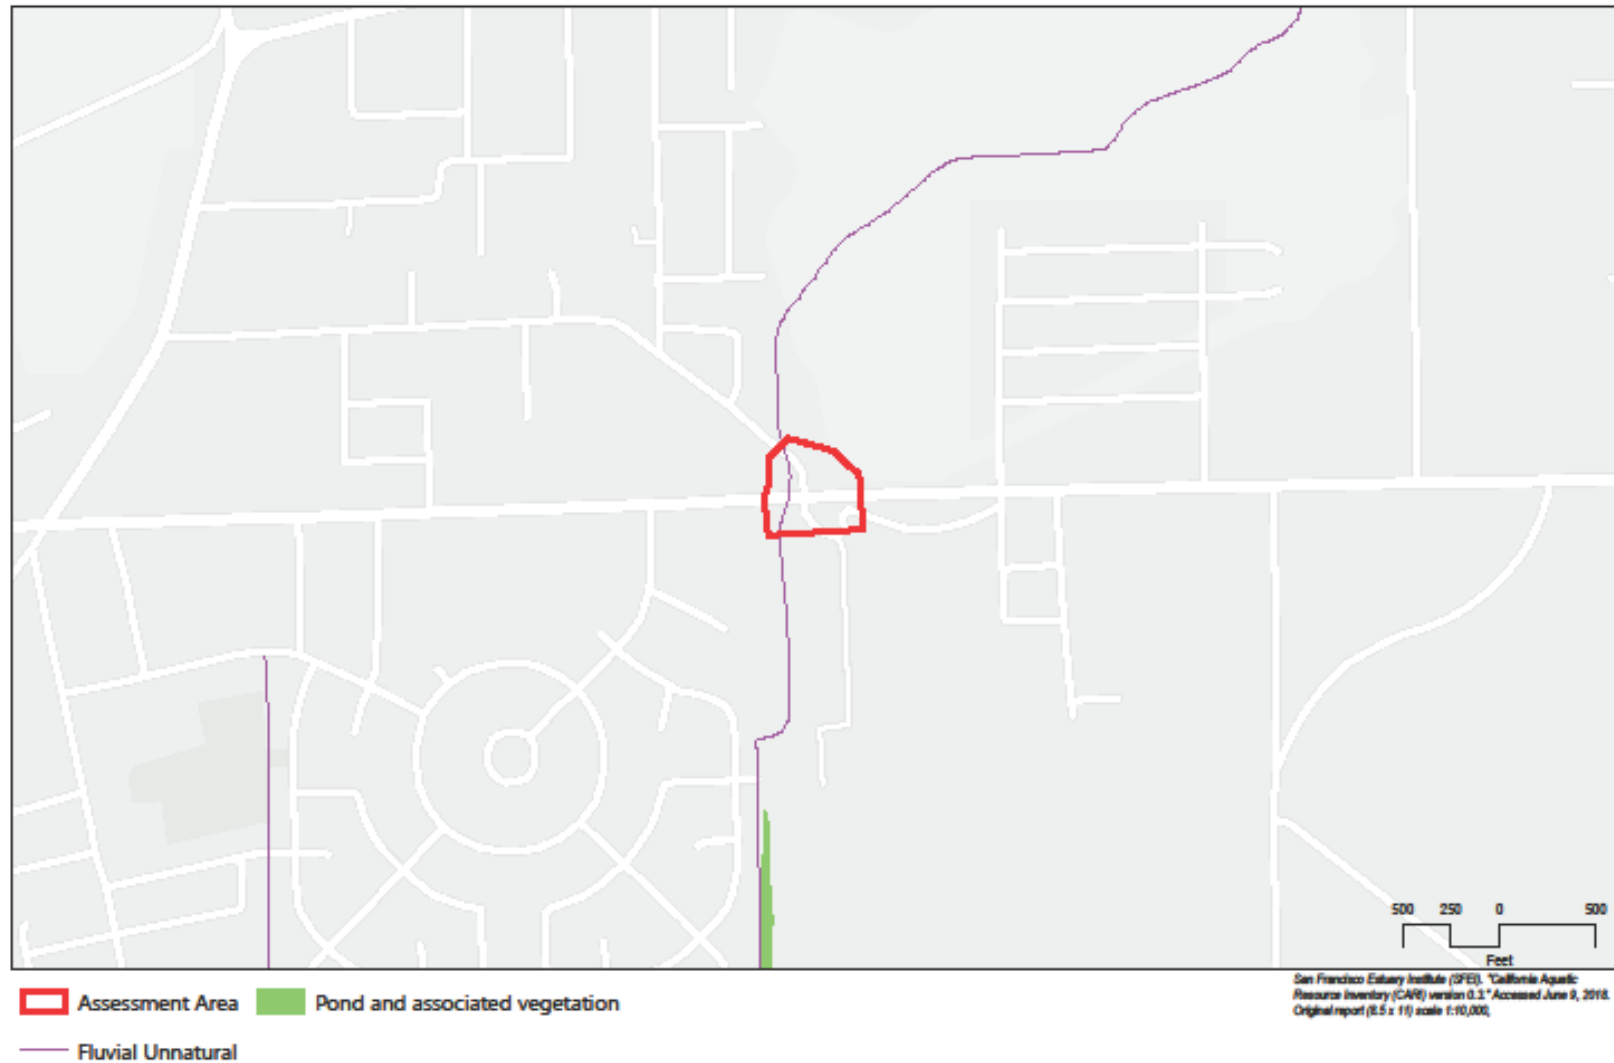 500 250 0 500
Feet
San Francisco Estuary Institute (SFEI). "California Aquatic
Resource Inventory (CARI) version 0.3." Accessed June 9, 2016.
Original report (8.5 x 11) scale 1:10,000,
Assessment Area Pond and associated vegetation
Fluvial Unnatural